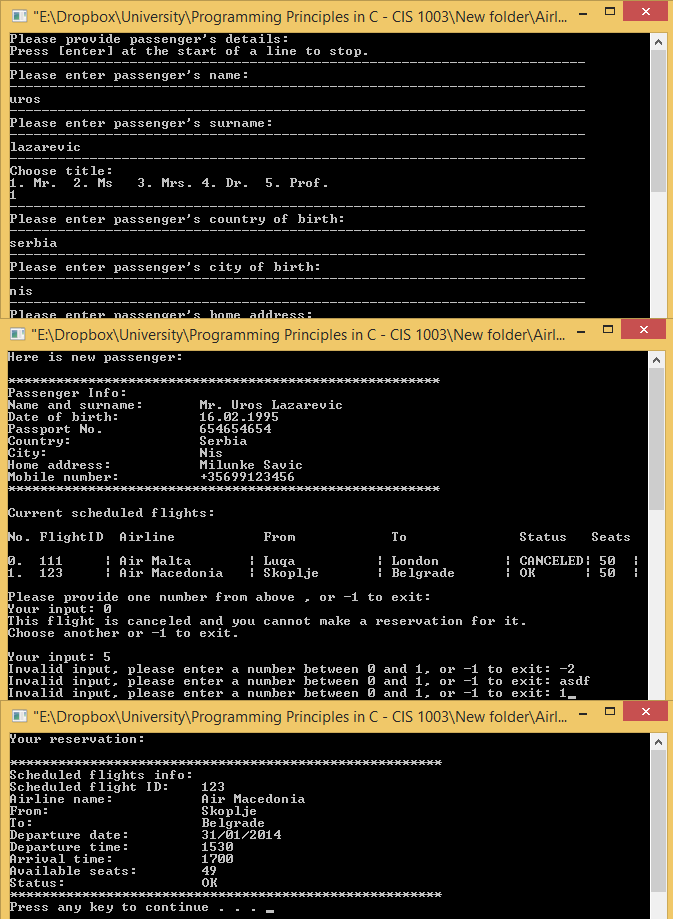 "E:\Dropbox\University\Programming Principles in C - CIS 1003\New folder\Airl...
Please provide passenger's details:
Press [enter] at the start of a line to stop.
------------------------------------------------------------------------
Please enter passenger's name:
------------------------------------------------------------------------
uros
------------------------------------------------------------------------
Please enter passenger's surname:
------------------------------------------------------------------------
lazarevic
------------------------------------------------------------------------
Choose title:
1. Mr.  2. Ms   3. Mrs. 4. Dr.  5. Prof.
1
------------------------------------------------------------------------
Please enter passenger's country of birth:
------------------------------------------------------------------------
serbia
------------------------------------------------------------------------
Please enter passenger's city of birth:
------------------------------------------------------------------------
nis
------------------------------------------------------------------------
Please enter passenger's home address:
"E:\Dropbox\University\Programming Principles in C - CIS 1003\New folder\Airl...
Here is new passenger:
******************************************************
Passenger Info:
Name and surname:       Mr. Uros Lazarevic
Date of birth:          16.02.1995
Passport No.            654654654
Country:                Serbia
City:                   Nis
Home address:           Milunke Savic
Mobile number:          +35699123456
******************************************************
Current scheduled flights:
No. FlightID  Airline           From            To              Status   Seats
0.  111     | Air Malta       | Luqa          | London        | CANCELED| 50  |
1.  123     | Air Macedonia   | Skoplje       | Belgrade      | OK      | 50  |
Please provide one number from above , or -1 to exit:
Your input: 0
This flight is canceled and you cannot make a reservation for it.
Choose another or -1 to exit.
Your input: 5
Invalid input, please enter a number between 0 and 1, or -1 to exit: -2
Invalid input, please enter a number between 0 and 1, or -1 to exit: asdf
Invalid input, please enter a number between 0 and 1, or -1 to exit: 1_
"E:\Dropbox\University\Programming Principles in C - CIS 1003\New folder\Airl...
Your reservation:
******************************************************
Scheduled flights info:
Scheduled flight ID:    123
Airline name:           Air Macedonia
From:                   Skoplje
To:                     Belgrade
Departure date:         31/01/2014
Departure time:         1530
Arrival time:           1700
Available seats:        49
Status:                 OK
******************************************************
Press any key to continue . . . _